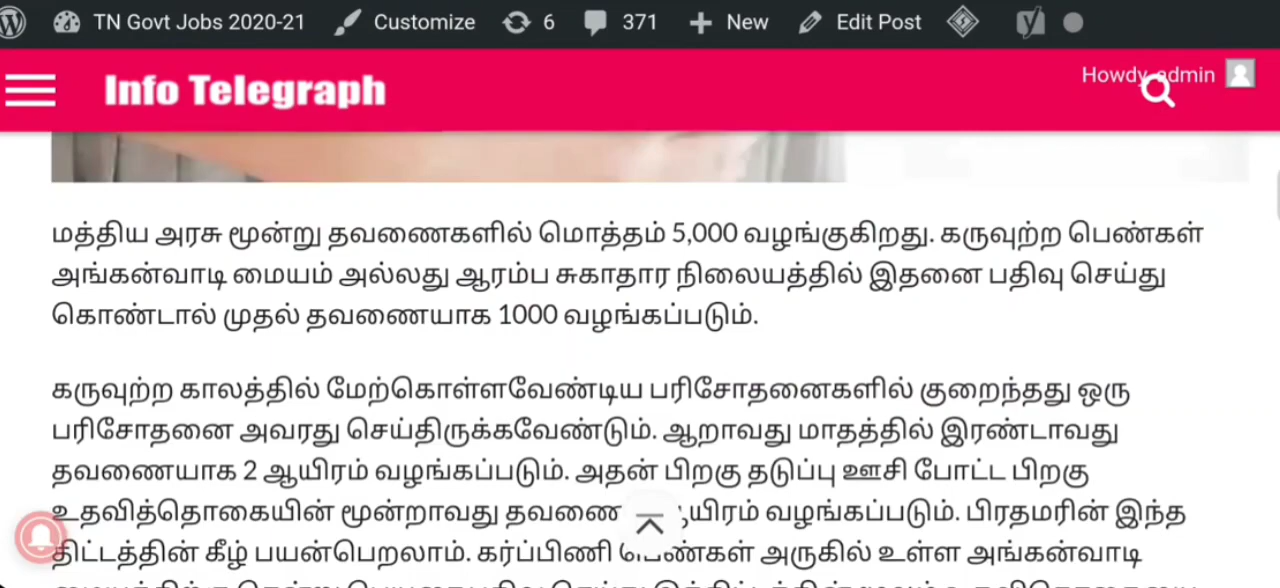 TN Govt Jobs 2020-21 Customize 6 371 New Edit Post
Howdy, admin
Info Telegraph
மத்திய அரசு மூன்று தவணைகளில் மொத்தம் 5,000 வழங்குகிறது. கருவுற்ற பெண்கள்
அங்கன்வாடி மையம் அல்லது ஆரம்ப சுகாதார நிலையத்தில் இதனை பதிவு செய்து
கொண்டால் முதல் தவணையாக 1000 வழங்கப்படும்.
கருவுற்ற காலத்தில் மேற்கொள்ளவேண்டிய பரிசோதனைகளில் குறைந்தது ஒரு
பரிசோதனை அவரது செய்திருக்கவேண்டும். ஆறாவது மாதத்தில் இரண்டாவது
தவணையாக 2 ஆயிரம் வழங்கப்படும். அதன் பிறகு தடுப்பு ஊசி போட்ட பிறகு
உதவித்தொகையின் மூன்றாவது தவணை வழங்கப்படும். பிரதமரின் இந்த
திட்டத்தின் கீழ் பயன்பெறலாம். கர்ப்பிணி பெண்கள் அருகில் உள்ள அங்கன்வாடி